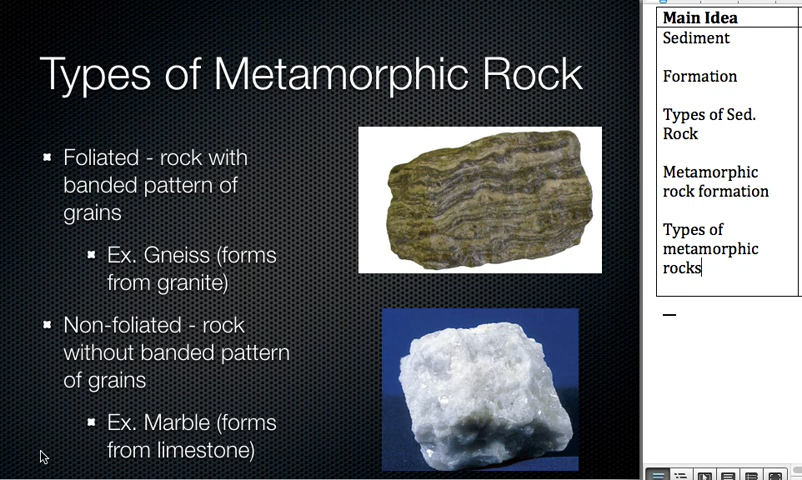 Types of Metamorphic Rock
Foliated - rock with
banded pattern of
grains
Ex. Gneiss (forms
from granite)
Non-foliated - rock
without banded pattern
of grains
Ex. Marble (forms
from limestone)
Main Idea
Sediment
Formation
Types of Sed.
Rock
Metamorphic
rock formation
Types of
metamorphic
rocks